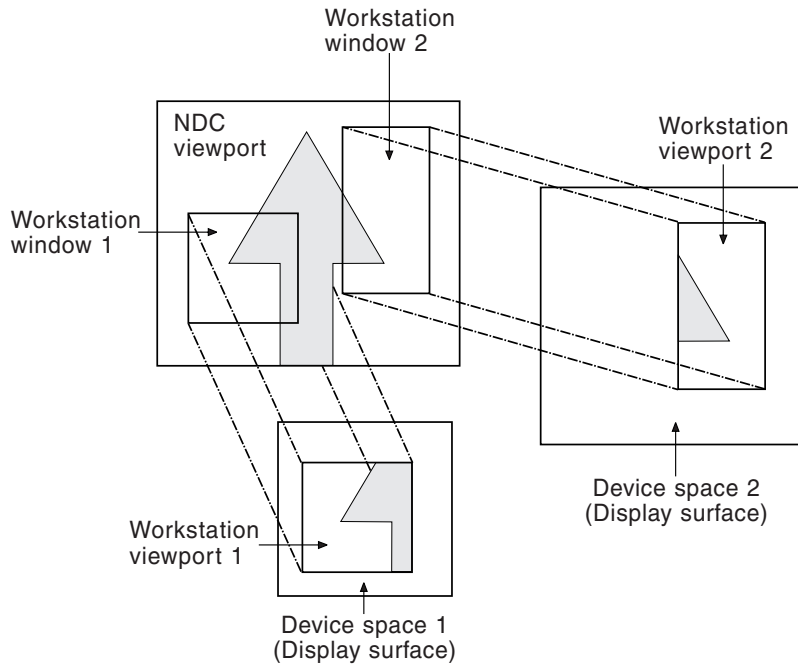 Workstation
window 2
NDC
viewport
Workstation
viewport 2
Workstation
window 1
Workstation
viewport 1
Device space 2
(Display surface)
Device space 1
(Display surface)